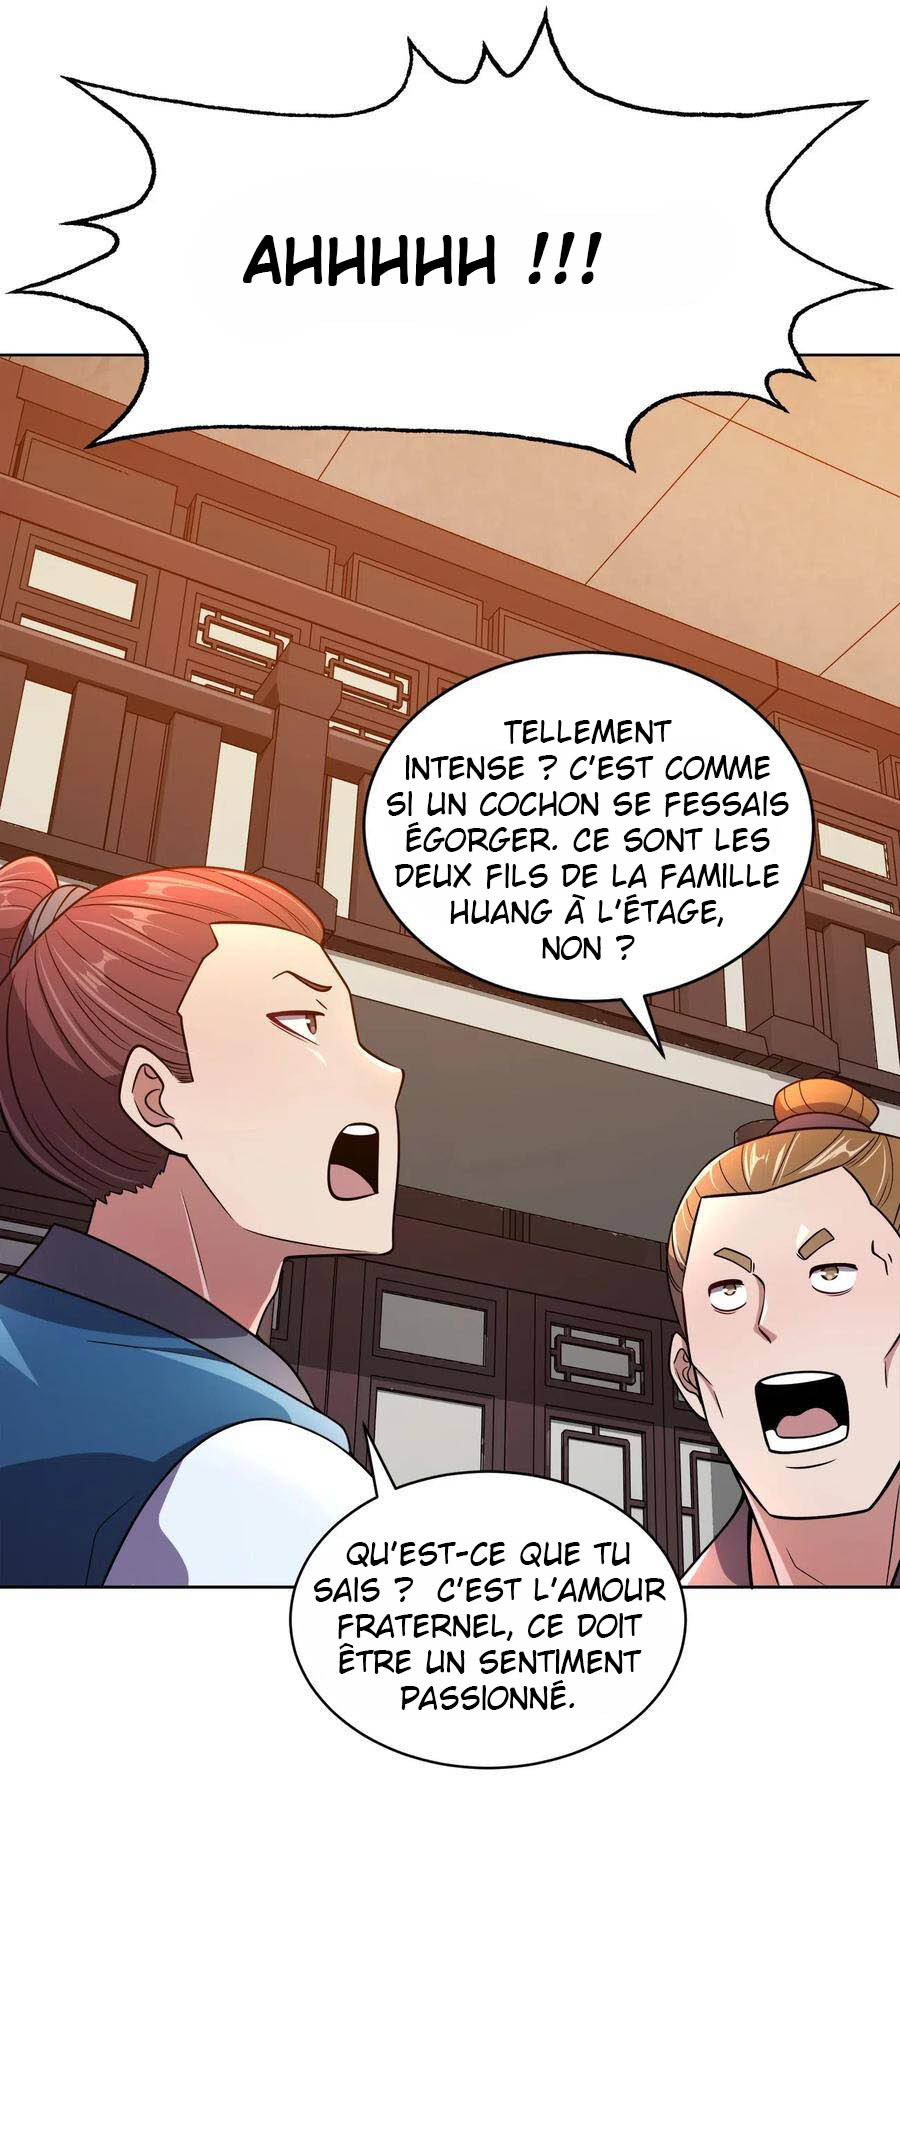 AHHHHH !!!
TELLEMENT
INTENSE ? C'EST COMME
SI UN COCHON SE FESSAIS
ÉGORGER. CE SONT LES
DEUX FILS DE LA FAMILLE
HUANG À L'ÉTAGE,
NON ?
QU'EST-CE QUE TU
SAIS ? C'EST L'AMOUR
FRATERNEL, CE DOIT
ÊTRE UN SENTIMENT
PASSIONNÉ.